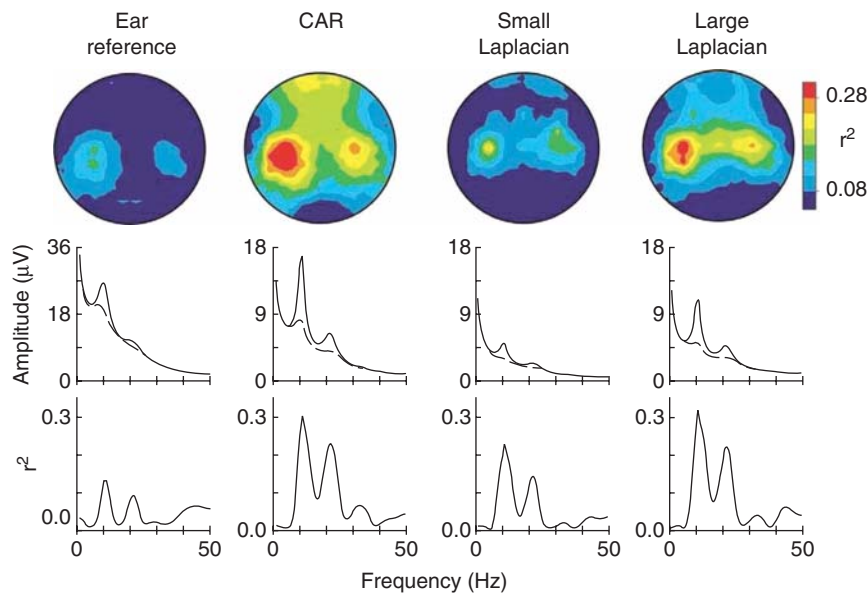 Ear
reference
CAR
Small
Laplacian
Large
Laplacian
0.28
r²
0.08
Amplitude (μV)
36
18
0
18
9
0
18
9
0
18
9
0
r²
0.3
0.0
0.3
0.0
0.3
0.0
0.3
0.0
0
50
0
50
0
50
0
50
Frequency (Hz)